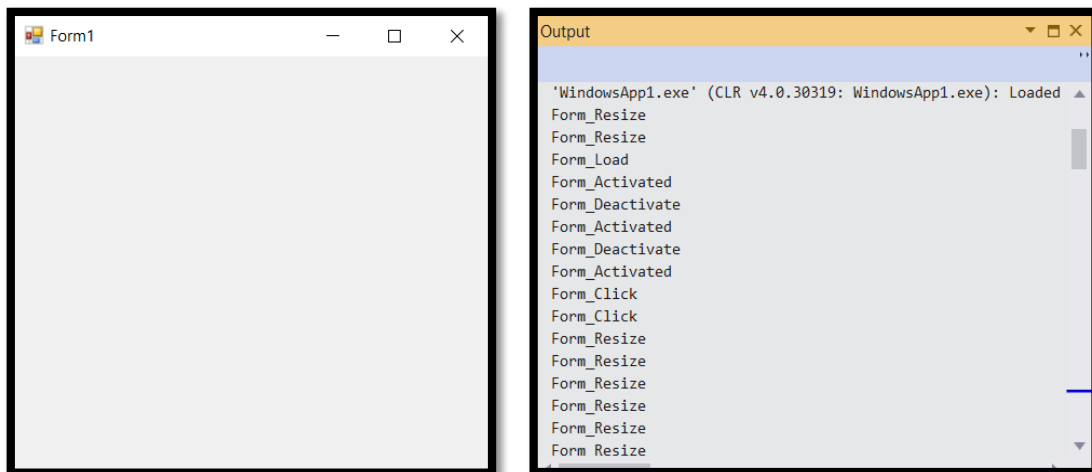 Form1
Output
'WindowsApp1.exe' (CLR v4.0.30319: WindowsApp1.exe): Loaded
Form_Resize
Form_Resize
Form_Load
Form_Activated
Form_Deactivate
Form_Activated
Form_Deactivate
Form_Activated
Form_Click
Form_Click
Form_Resize
Form_Resize
Form_Resize
Form_Resize
Form_Resize
Form_Resize